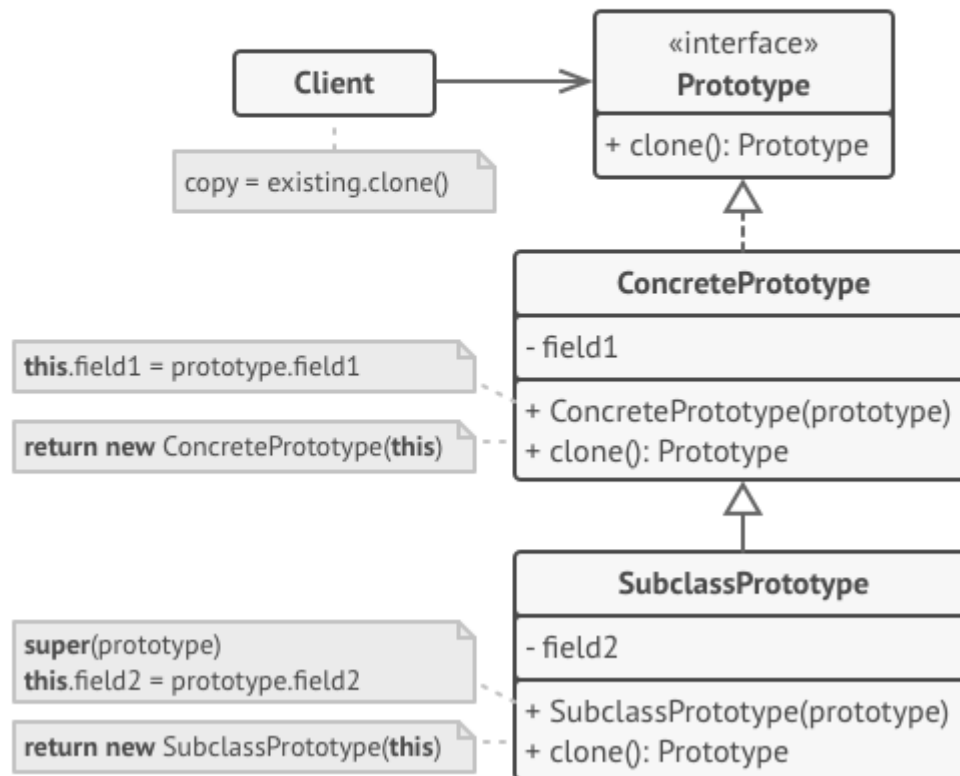 «interface»
Client
Prototype
+ clone(): Prototype
copy = existing.clone()
ConcretePrototype
- field1
this.field1 = prototype.field1
+ ConcretePrototype(prototype)
return new ConcretePrototype(this)
+ clone(): Prototype
SubclassPrototype
- field2
super(prototype)
this.field2 = prototype.field2
+ SubclassPrototype(prototype)
return new SubclassPrototype(this)
+ clone(): Prototype